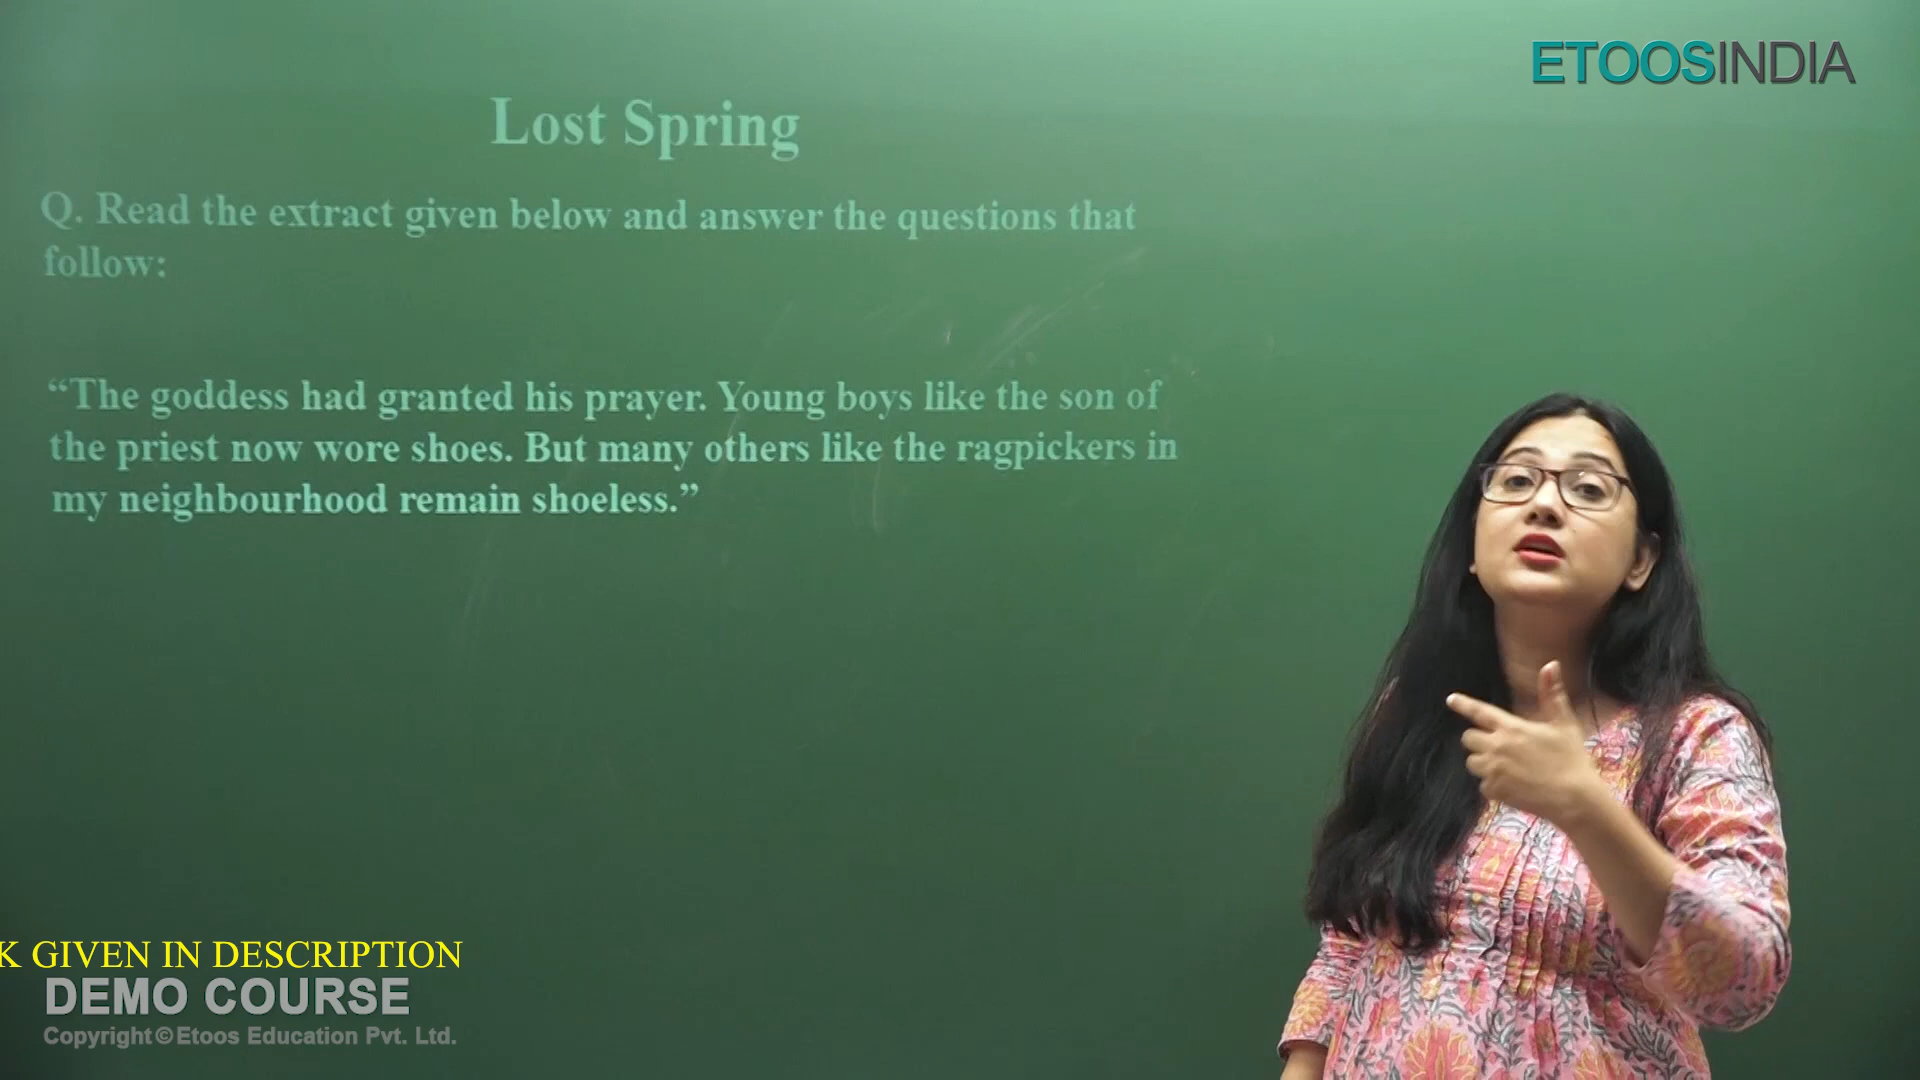 ETOOSINDIA
Lost Spring
Q. Read the extract given below and answer the questions that
follow:
“The goddess had granted his prayer. Young boys like the son of
the priest now wore shoes. But many others like the ragpickers in
my neighbourhood remain shoeless.”
K GIVEN IN DESCRIPTION
DEMO COURSE
Copyright © Etoos Education Pvt. Ltd.